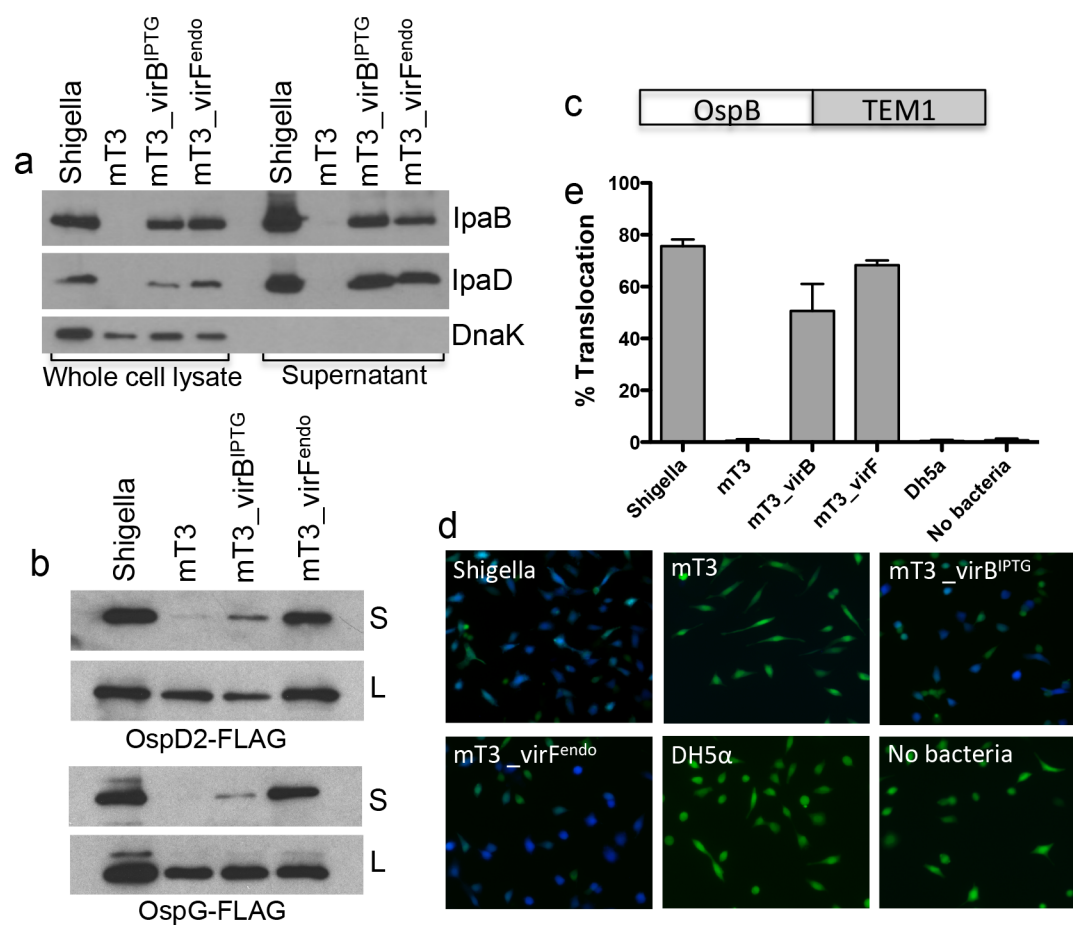 a
Shigella
mT3
mT3_virB^IPTG
mT3_virF^endo
Shigella
mT3
mT3_virB^IPTG
mT3_virF^endo
IpaB
IpaD
DnaK
Whole cell lysate
Supernatant
b
Shigella
mT3
mT3_virB^IPTG
mT3_virF^endo
S
L
OspD2-FLAG
S
L
OspG-FLAG
c
OspB
TEM1
e
% Translocation
100
80
60
40
20
0
Shigella
mT3
mT3_virB
mT3_virF
Dh5a
No bacteria
d
Shigella
mT3
mT3 _virB^IPTG
mT3 _virF^endo
DH5α
No bacteria